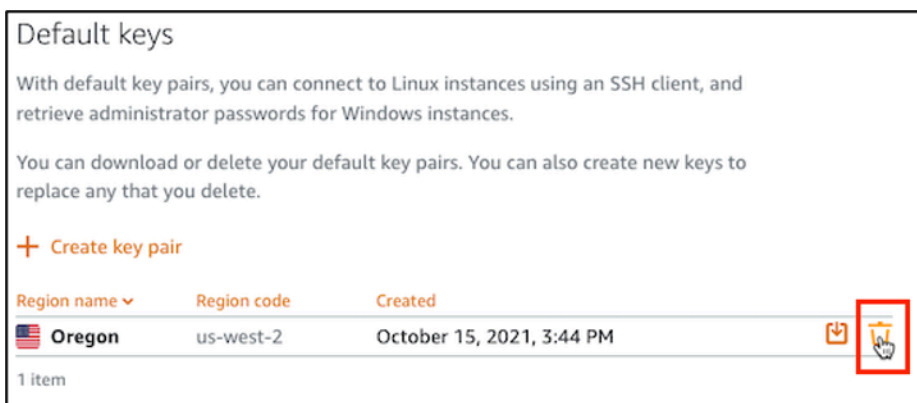 Default keys
With default key pairs, you can connect to Linux instances using an SSH client, and
retrieve administrator passwords for Windows instances.
You can download or delete your default key pairs. You can also create new keys to
replace any that you delete.
+ Create key pair
Region name Region code Created
Oregon us-west-2 October 15, 2021, 3:44 PM
1 item